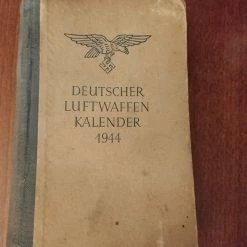 DEUTSCHER
LUFTWAFFEN
KALENDER
1944